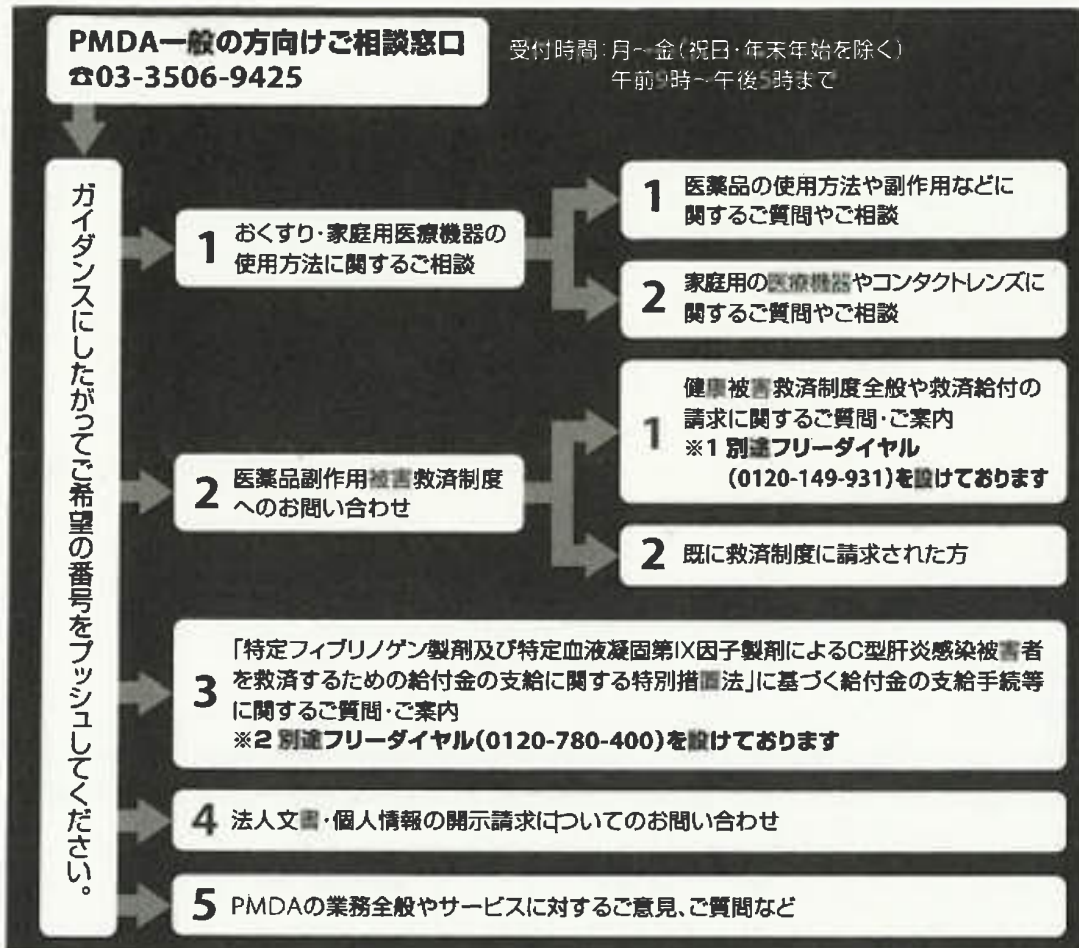 PMDA一般の方向けご相談窓口
☎03-3506-9425
受付時間:月~金(祝日・年末年始を除く)
午前9時~午後5時まで
ガイダンスにしたがってご希望の番号をプッシュしてください。
1 おくすり・家庭用医療機器の
使用方法に関するご相談
1 医薬品の使用方法や副作用などに
関するご質問やご相談
2 家庭用の医療機器やコンタクトレンズに
関するご質問やご相談
2 医薬品副作用被害救済制度
へのお問い合わせ
1 健康被害救済制度全般や救済給付の
請求に関するご質問・ご案内
※1 別途フリーダイヤル
(0120-149-931)を設けております
2 既に救済制度に請求された方
3 「特定フィブリノゲン製剤及び特定血液凝固第IX因子製剤によるC型肝炎感染被害者
を救済するための給付金の支給に関する特別措置法」に基づく給付金の支給手続等
に関するご質問・ご案内
※2 別途フリーダイヤル(0120-780-400)を設けております
4 法人文書・個人情報の開示請求についてのお問い合わせ
5 PMDAの業務全般やサービスに対するご意見、ご質問など